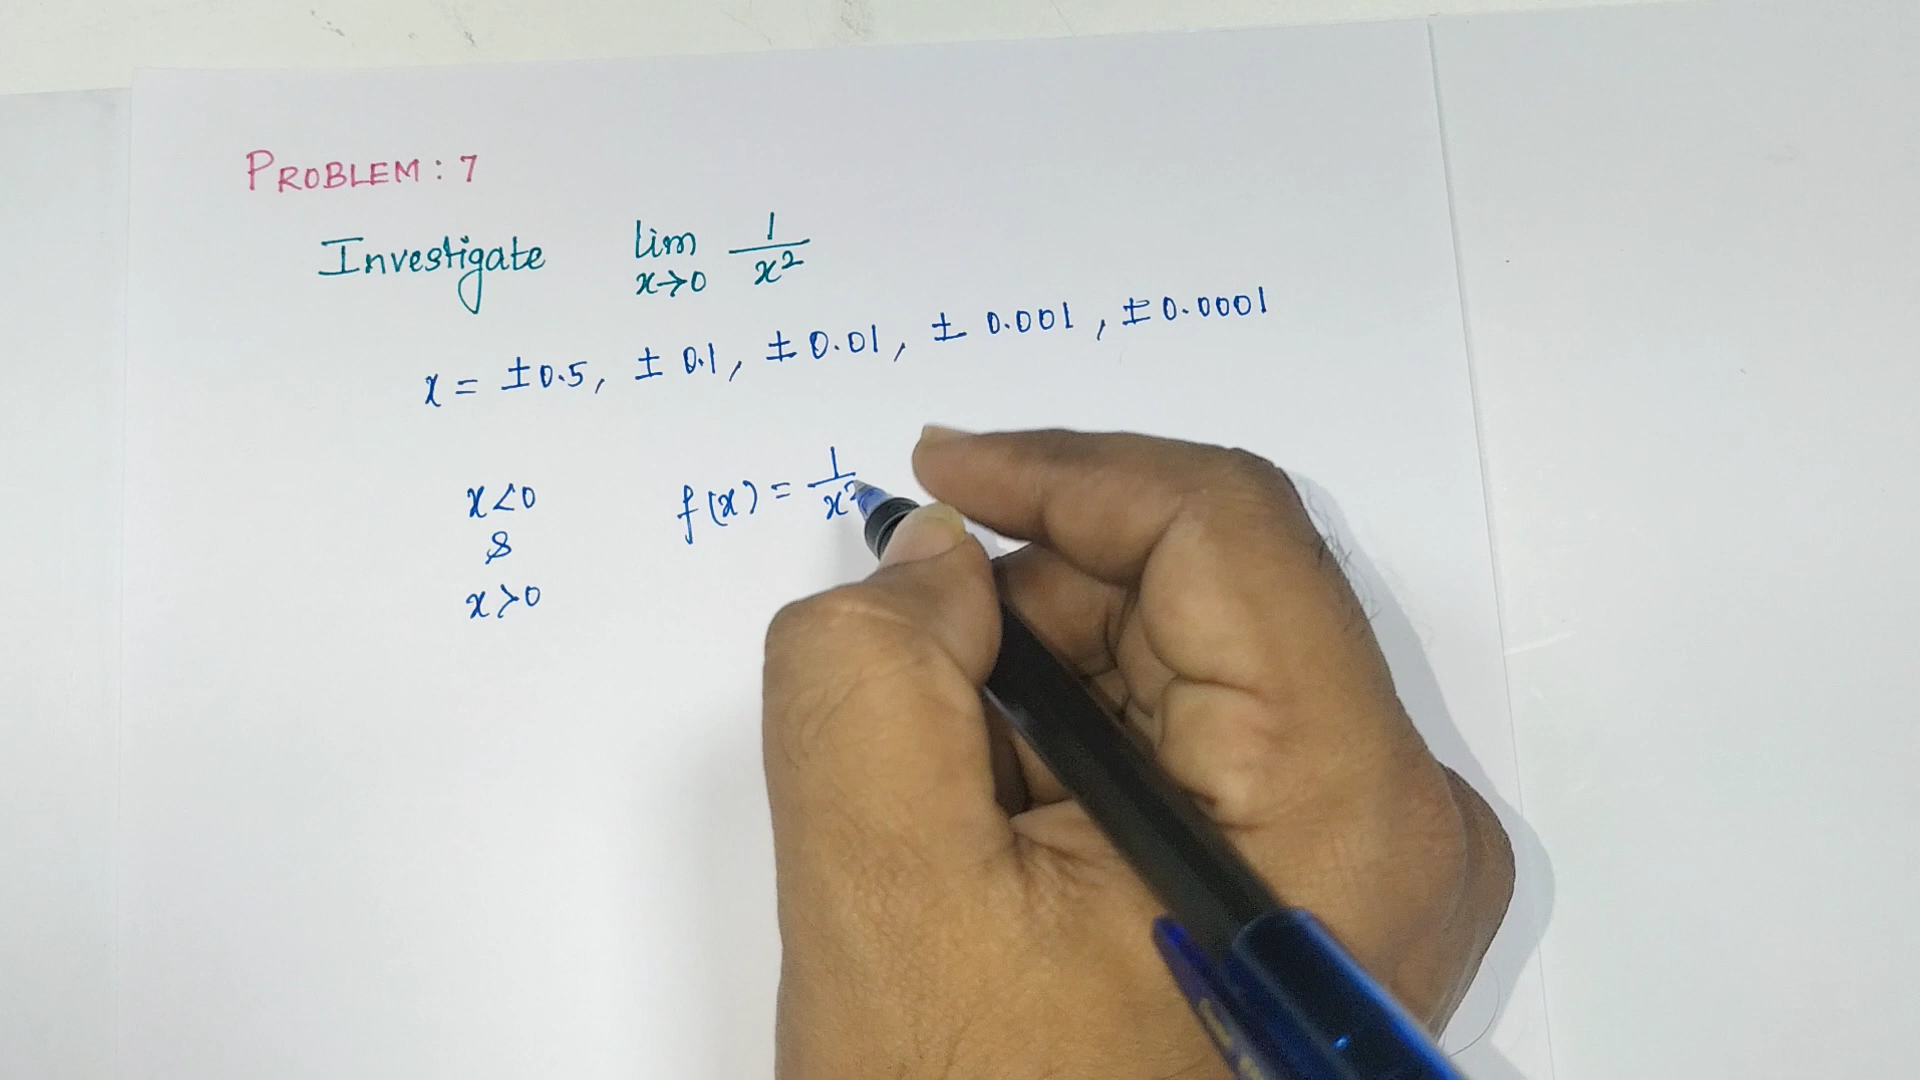 PROBLEM: 7
Investigate lim x→0 1/x²
x = ±0.5, ± 0.1, ±0.01, ± 0.001, ±0.0001
x<0 f(x) = 1/x²
&
x>0